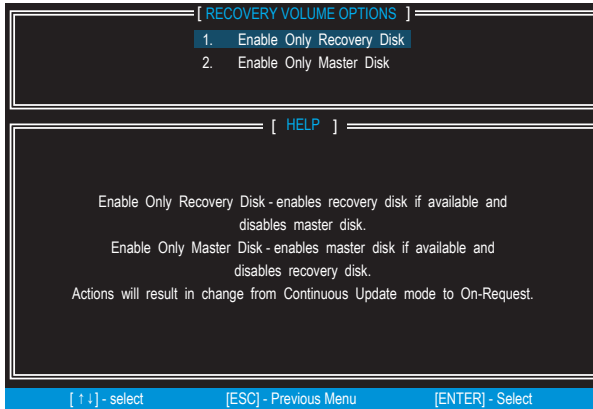 [ RECOVERY VOLUME OPTIONS ]
1. Enable Only Recovery Disk
2. Enable Only Master Disk
[ HELP ]
Enable Only Recovery Disk - enables recovery disk if available and
disables master disk.
Enable Only Master Disk - enables master disk if available and
disables recovery disk.
Actions will result in change from Continuous Update mode to On-Request.
[ ↑↓] - select [ESC] - Previous Menu [ENTER] - Select